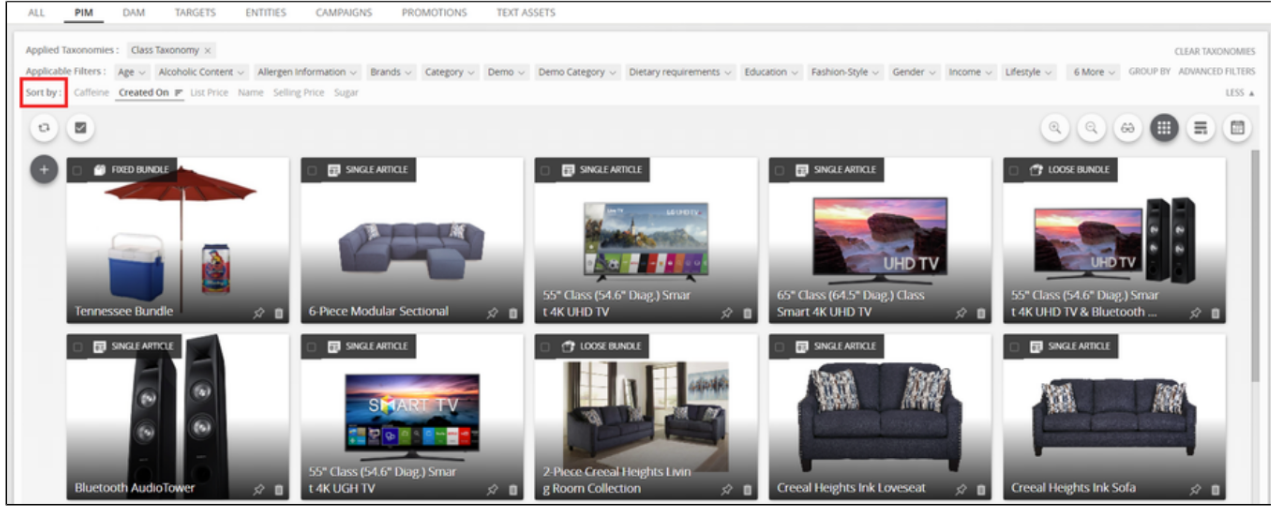 ALL PIM DAM TARGETS ENTITIES CAMPAIGNS PROMOTIONS TEXT ASSETS
Applied Taxonomies : Class Taxonomy × CLEAR TAXONOMIES
Applicable Filters : Age Alcoholic Content Allergen Information Brands Category Demo Demo Category Dietary requirements Education Fashion-Style Gender Income Lifestyle 6 More GROUP BY ADVANCED FILTERS
Sort by : Caffeine Created On List Price Name Selling Price Sugar LESS
FIXED BUNDLE SINGLE ARTICLE SINGLE ARTICLE SINGLE ARTICLE LOOSE BUNDLE
LG UHD TV
UHD TV UHD TV
55" Class (54.6" Diag.) Smar 65" Class (64.5" Diag.) Class 55" Class (54.6" Diag.) Smar
Tennessee Bundle 6-Piece Modular Sectional t 4K UHD TV Smart 4K UHD TV t 4K UHD TV & Bluetooth ...
SINGLE ARTICLE SINGLE ARTICLE LOOSE BUNDLE SINGLE ARTICLE SINGLE ARTICLE
SMART TV
55" Class (54.6" Diag.) Smar 2-Piece Creeal Heights Livin
Bluetooth AudioTower t 4K UGH TV g Room Collection Creeal Heights Ink Loveseat Creeal Heights Ink Sofa